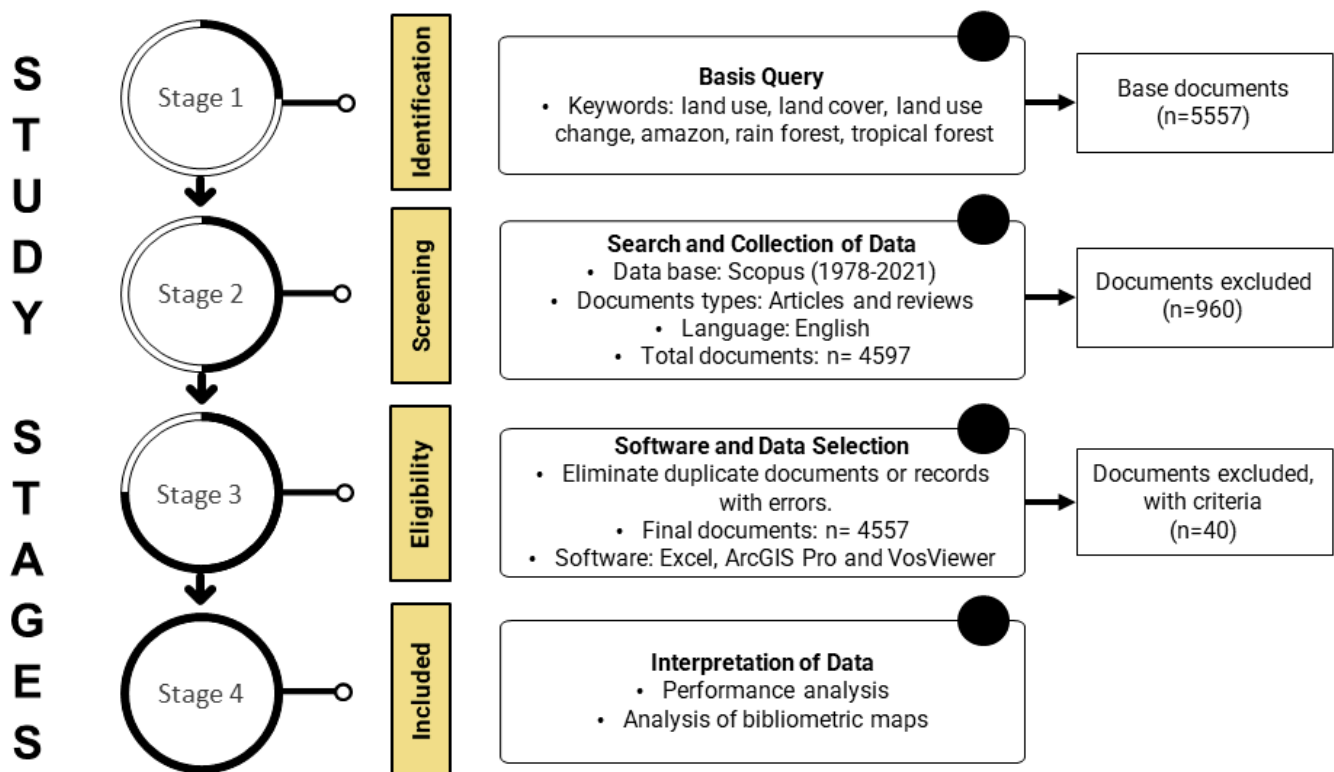 STUDY STAGES
Stage 1
Identification
Basis Query
• Keywords: land use, land cover, land use
change, amazon, rain forest, tropical forest
Base documents
(n=5557)
Stage 2
Screening
Search and Collection of Data
• Data base: Scopus (1978-2021)
• Documents types: Articles and reviews
• Language: English
• Total documents: n= 4597
Documents excluded
(n=960)
Stage 3
Eligibility
Software and Data Selection
• Eliminate duplicate documents or records
with errors.
• Final documents: n= 4557
• Software: Excel, ArcGIS Pro and VosViewer
Documents excluded,
with criteria
(n=40)
Stage 4
Included
Interpretation of Data
• Performance analysis
• Analysis of bibliometric maps